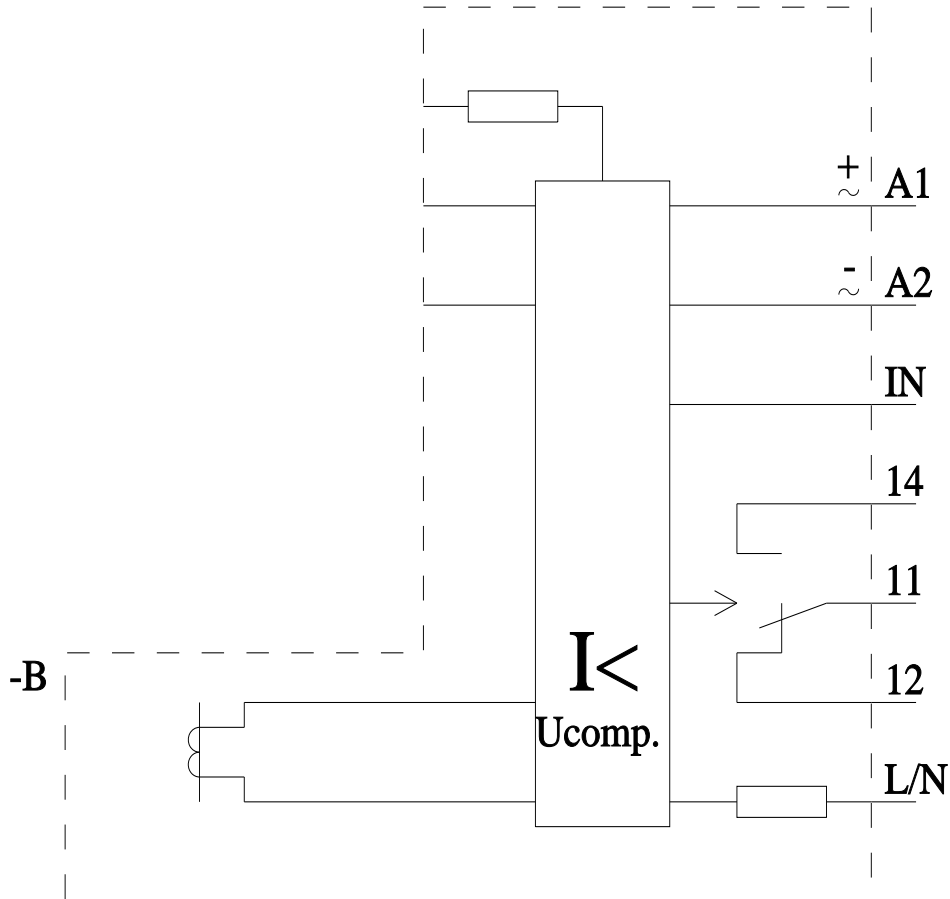 +
~ A1
-
~ A2
IN
14
11
I<
-B
12
Ucomp.
L/N